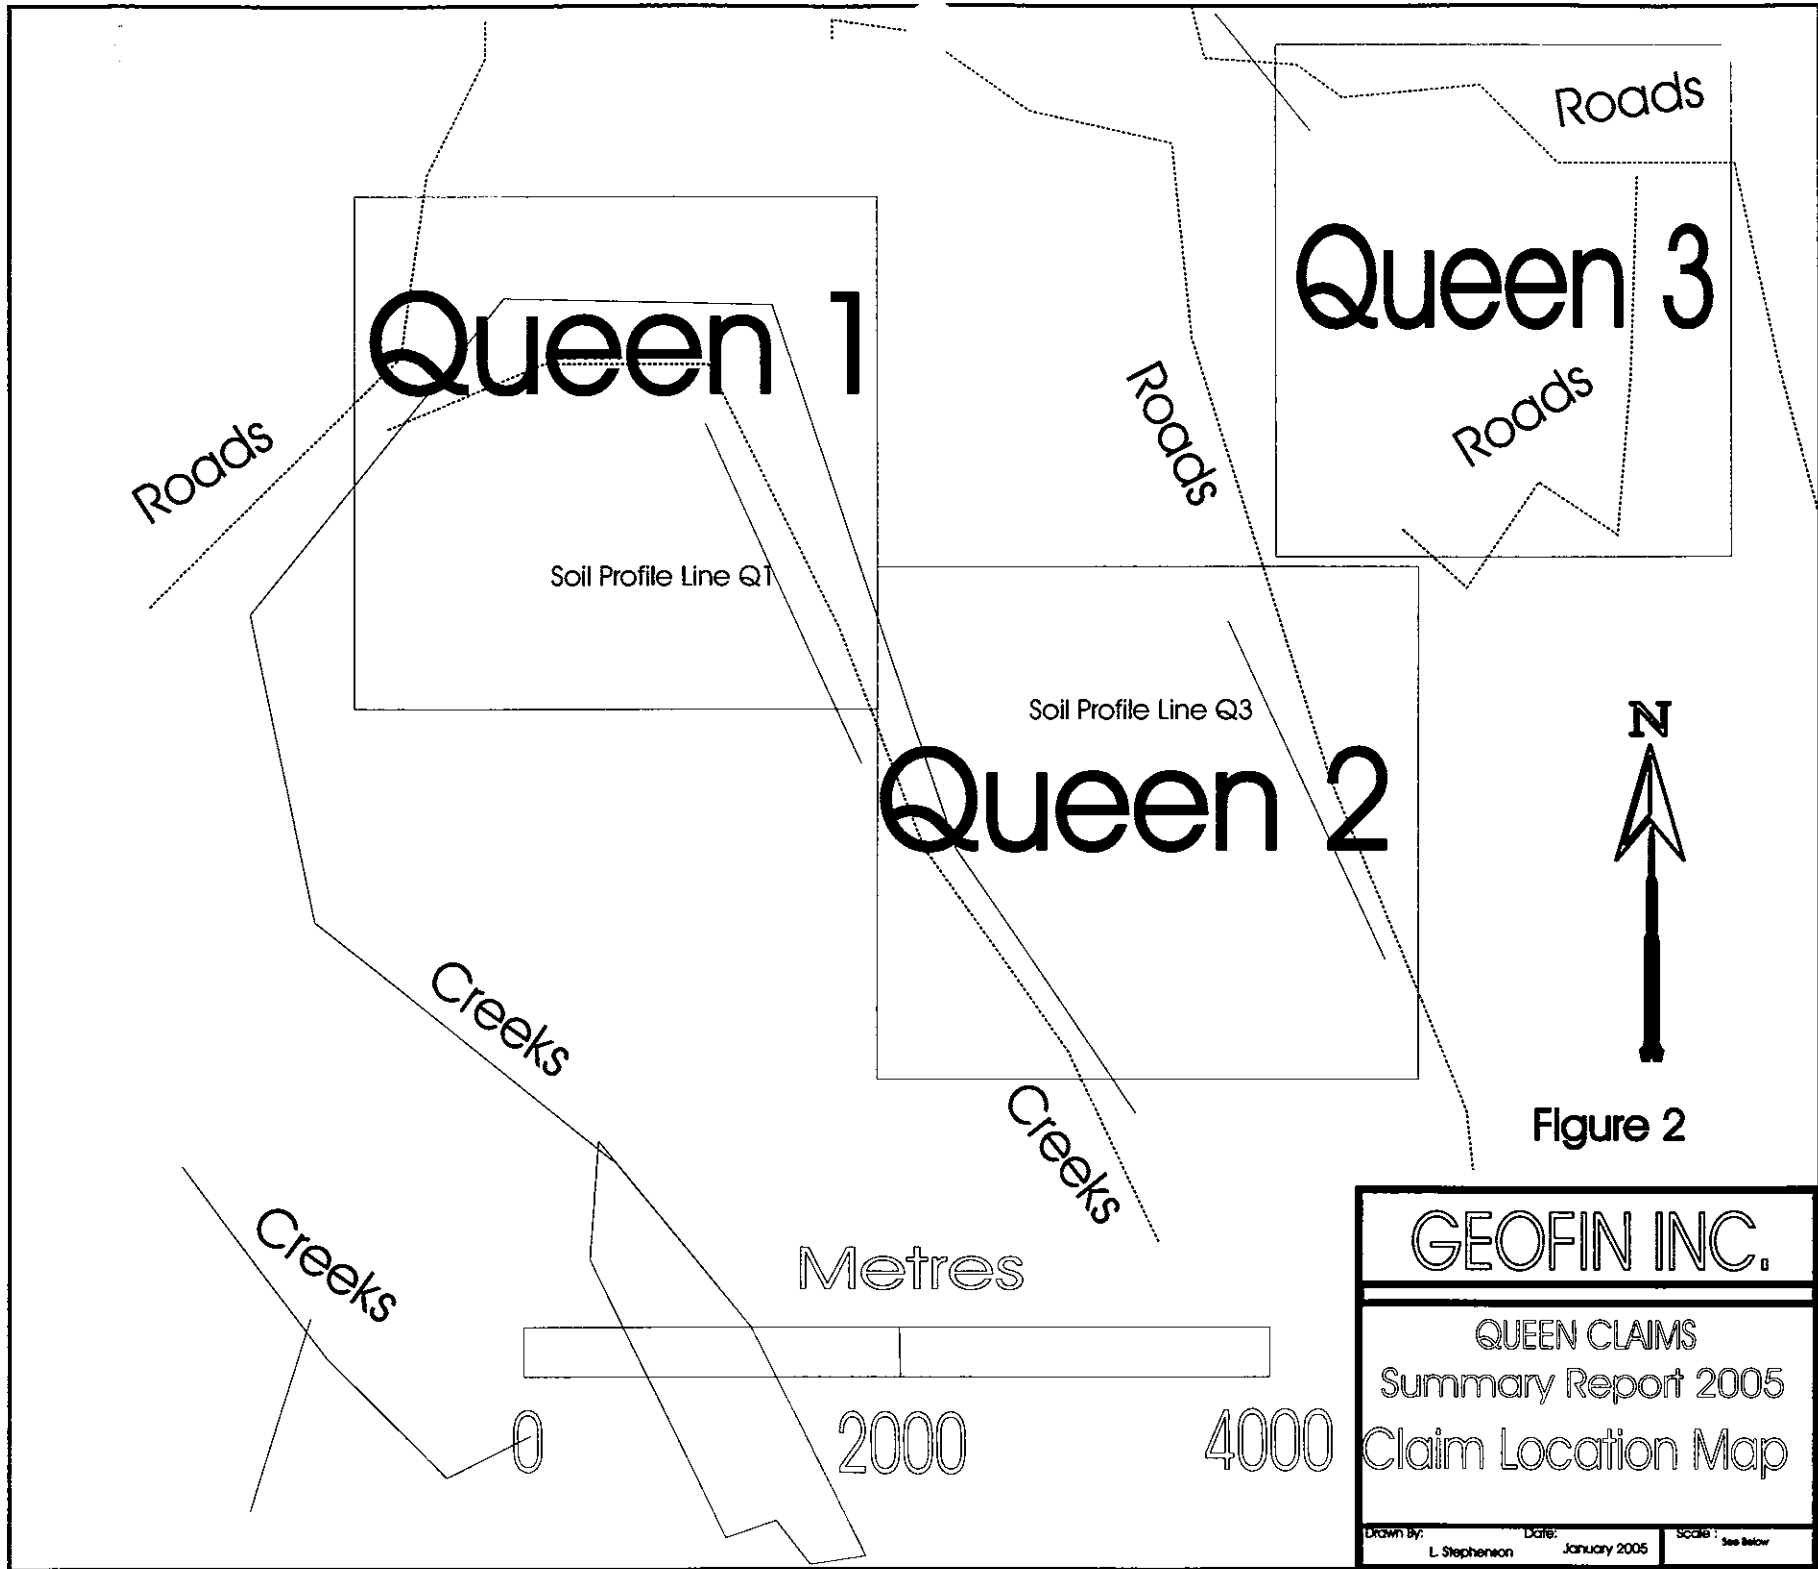 Roads
Queen 3
Queen 1
Roads
Roads
Roads
Soil Profile Line Q1
Soil Profile Line Q3
Queen 2
N
Creeks
Creeks
Figure 2
Creeks
Metres
0
2000
4000
GEOFIN INC.
QUEEN CLAIMS
Summary Report 2005
Claim Location Map
Drawn By: L. Stephenson
Date: January 2005
Scale : See Below